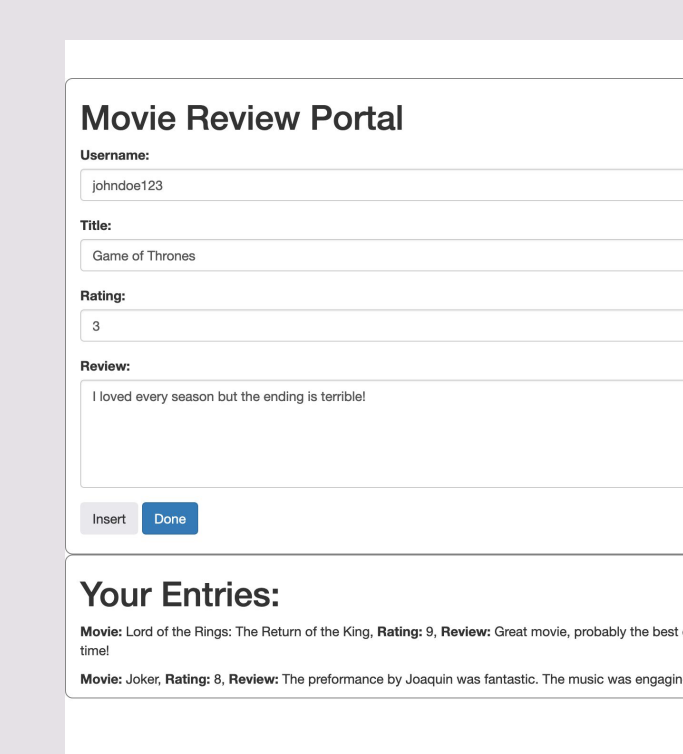 Movie Review Portal
Username:
johndoe123
Title:
Game of Thrones
Rating:
3
Review:
I loved every season but the ending is terrible!
Insert Done
Your Entries:
Movie: Lord of the Rings: The Return of the King, Rating: 9, Review: Great movie, probably the best
time!
Movie: Joker, Rating: 8, Review: The preformance by Joaquin was fantastic. The music was